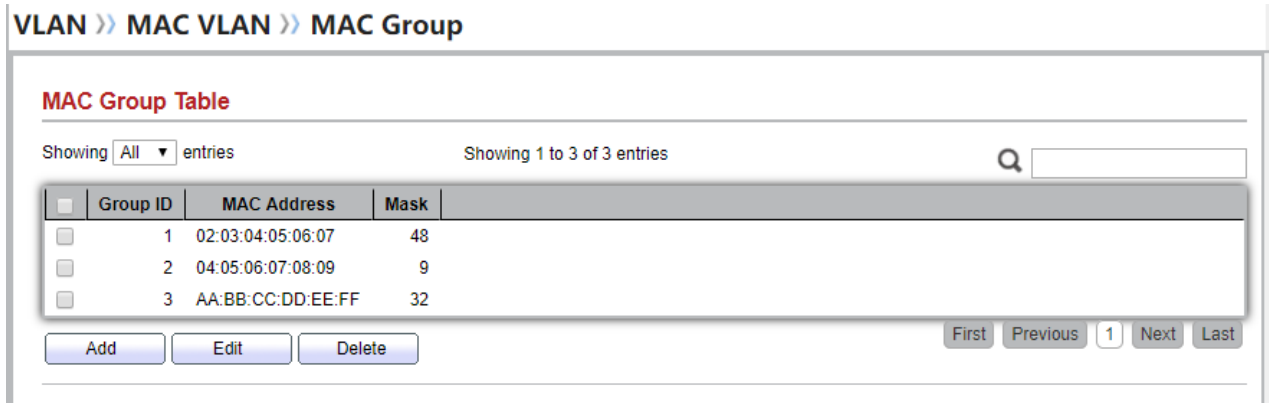 VLAN 》 MAC VLAN 》 MAC Group
MAC Group Table
Showing All ▼ entries Showing 1 to 3 of 3 entries
Group ID MAC Address Mask
1 02:03:04:05:06:07 48
2 04:05:06:07:08:09 9
3 AA:BB:CC:DD:EE:FF 32
Add Edit Delete First Previous 1 Next Last